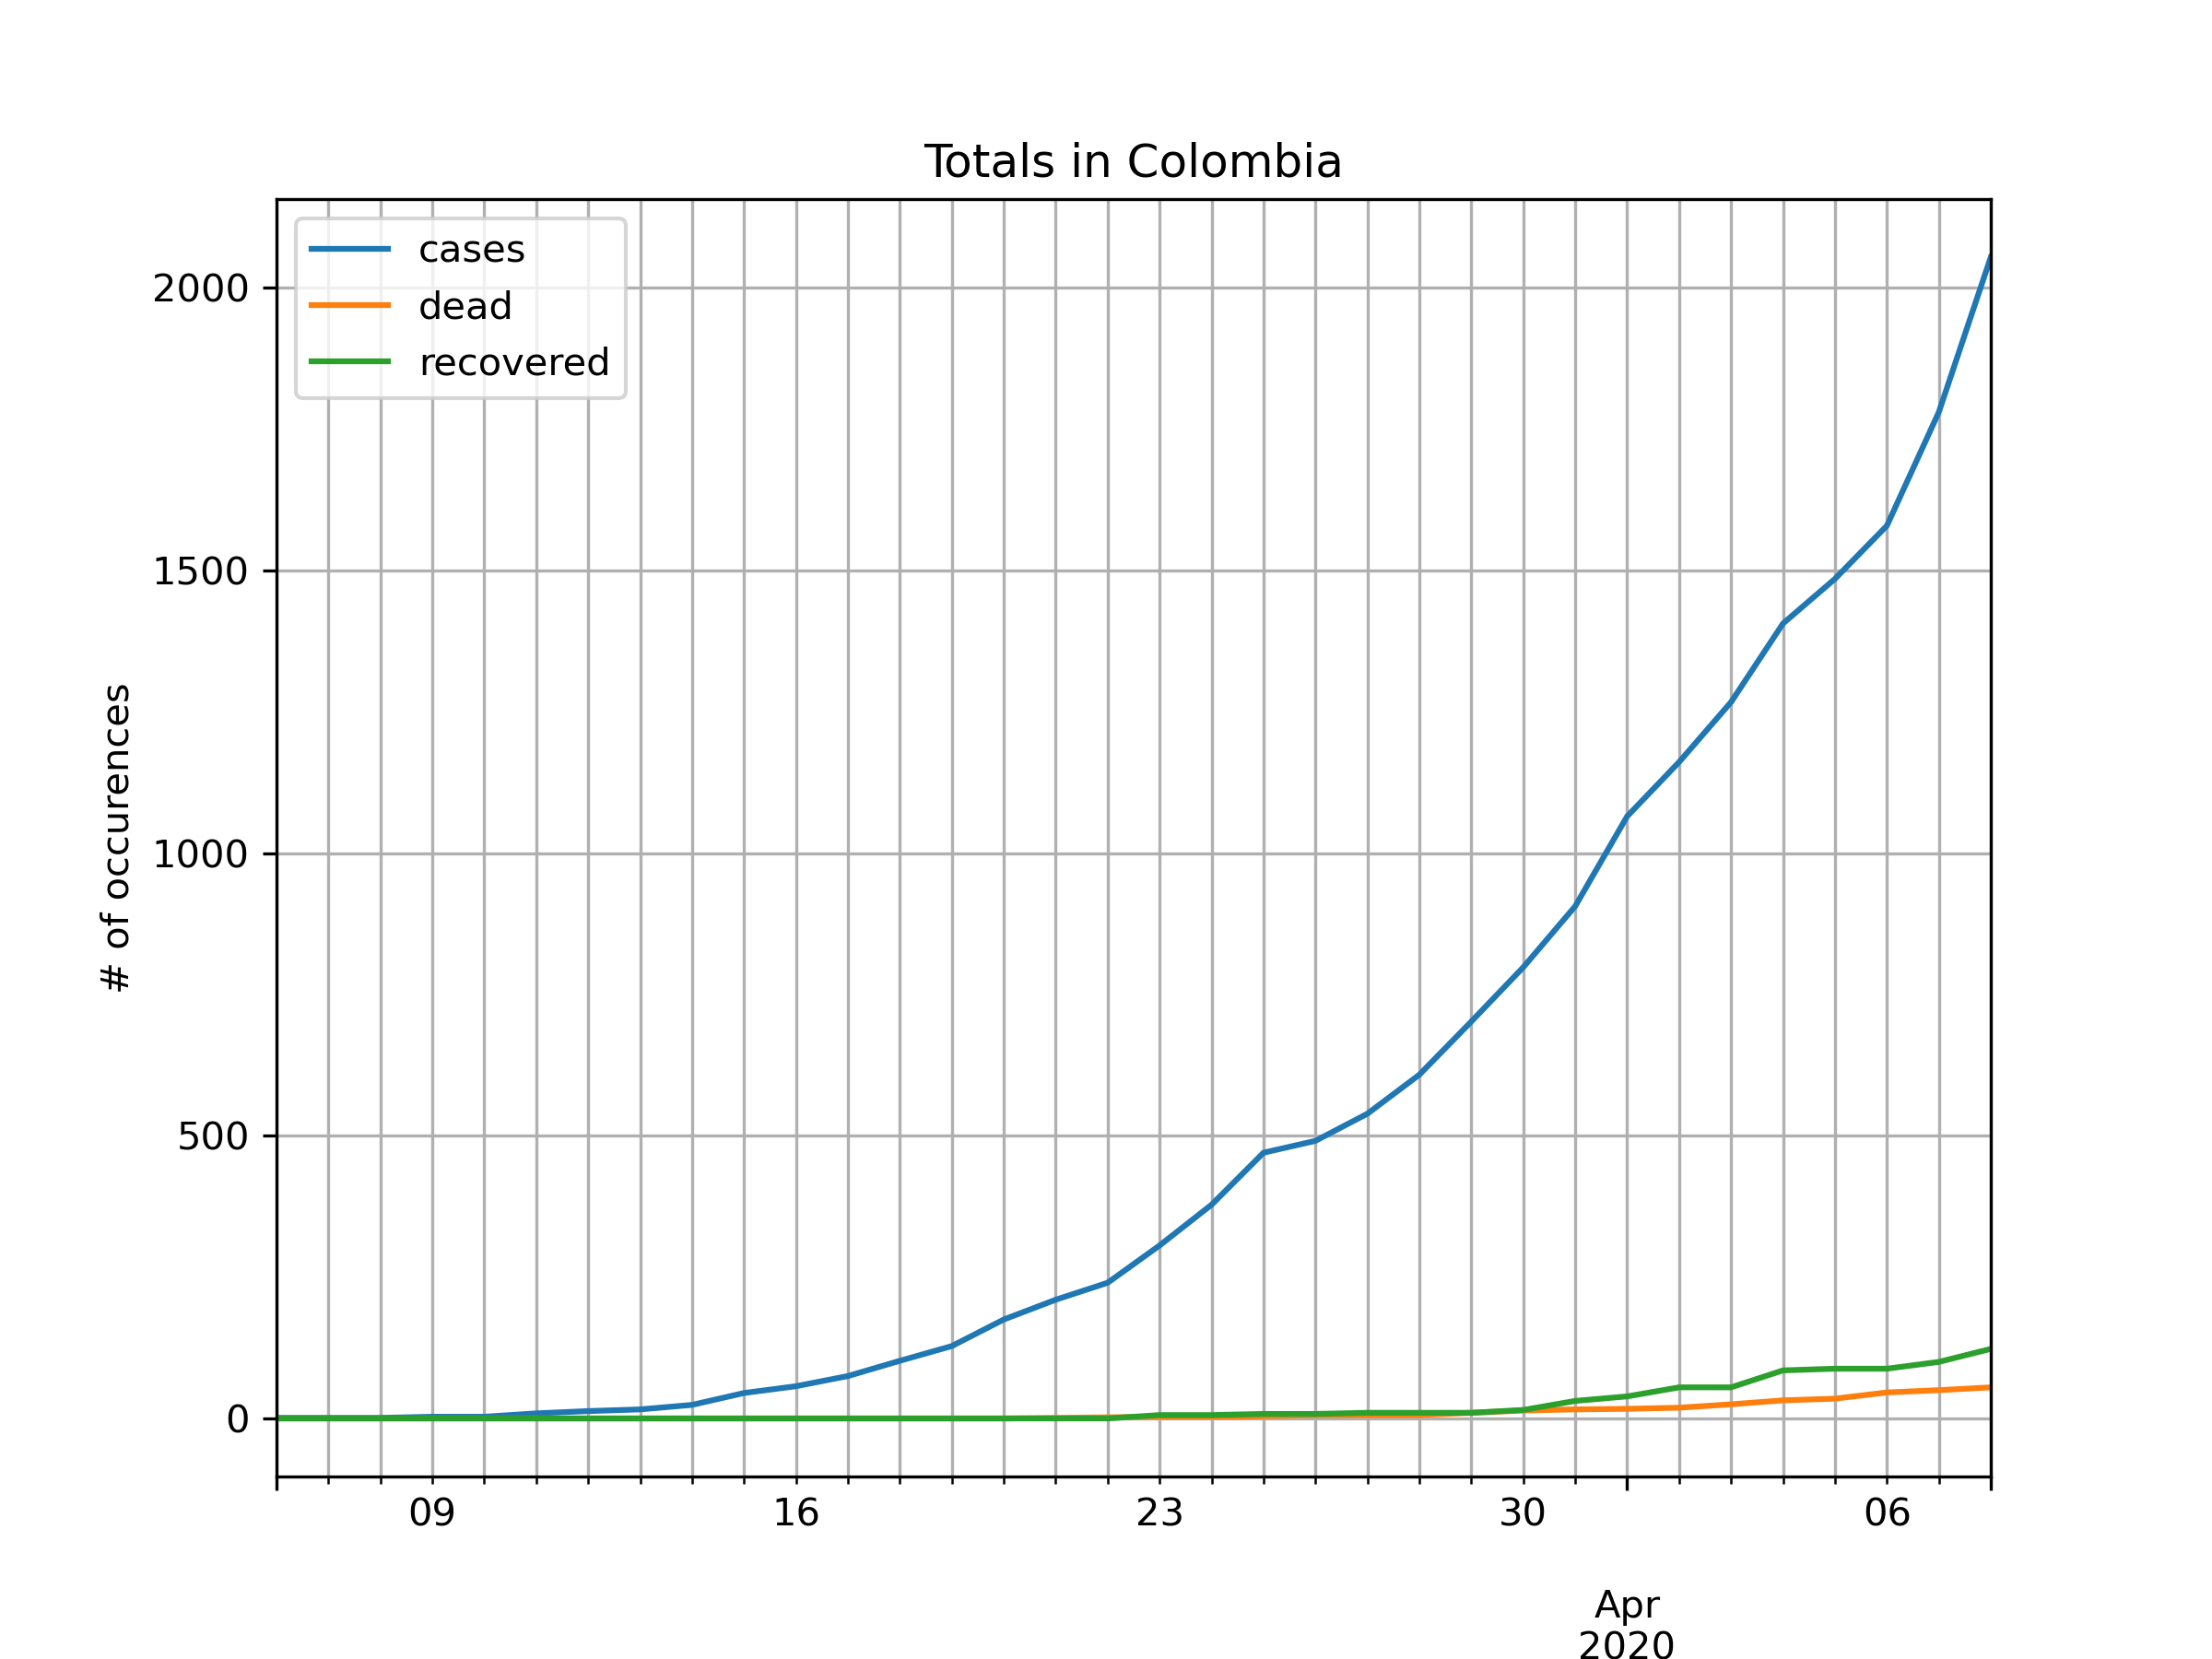 Totals in Colombia
cases
dead
recovered
# of occurences
2000
1500
1000
500
0
09
16
23
30
06
Apr
2020